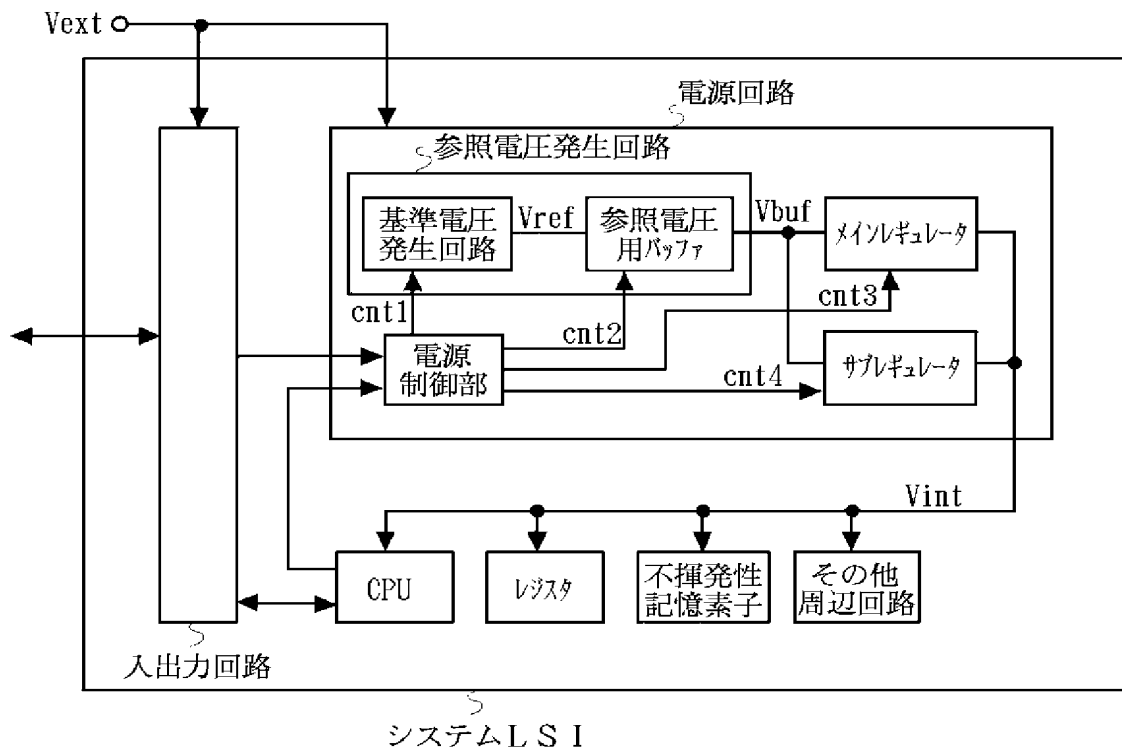 Vext
電源回路
参照電圧発生回路
基準電圧
発生回路
Vref
参照電圧
用バッファ
Vbuf
メインレギュレータ
cnt1
cnt2
cnt3
電源
制御部
cnt4
サブレギュレータ
Vint
CPU
レジスタ
不揮発性
記憶素子
その他
周辺回路
入出力回路
システムLSI